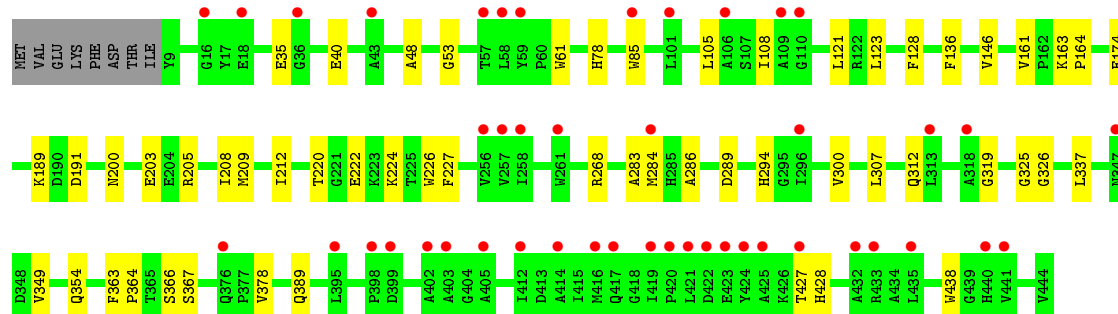 MET VAL GLU LYS PHE ASP THR ILE Y9 G16 Y17 E18 E35 G36 E40 A43 A48 G53 T57 L58 Y59 P60 W61 H78 W85 L101 L105 A106 S107 I108 A109 G110 L121 R122 L123 F128 F136 V146 V161 P162 K163 P164
K189 D190 D191 N200 E203 E204 R205 I208 M209 I212 T220 G221 E222 K223 K224 T225 W226 F227 V256 V257 I258 W261 R268 A283 M284 H285 A286 D289 H294 G295 I296 V300 L307 Q312 L313 A318 G319 G325 G326 L337 N347
D348 V349 Q354 F363 P364 T365 S366 S367 Q376 P377 V378 Q389 L395 P398 D399 A402 A403 G404 A405 I412 D413 A414 I415 M416 Q417 G418 I419 P420 L421 D422 E423 Y424 A425 K426 T427 H428 A432 R433 A434 L435 W438 G439 H440 V441 V444